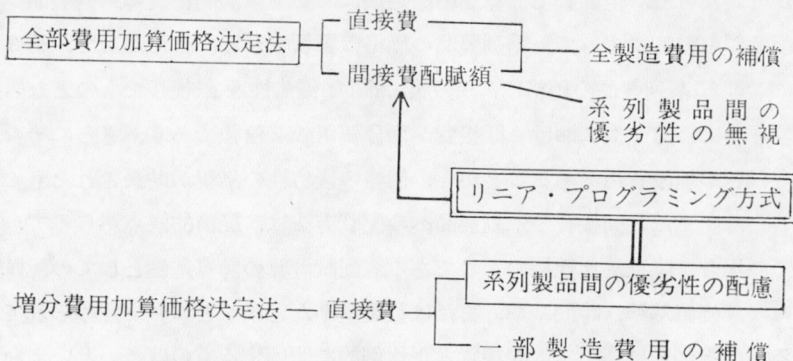 直接費
全部費用加算価格決定法
全製造費用の補償
間接費配賦額
系列製品間の
優劣性の無視
リニア・プログラミング方式
系列製品間の優劣性の配慮
増分費用加算価格決定法 — 直接費
一部製造費用の補償